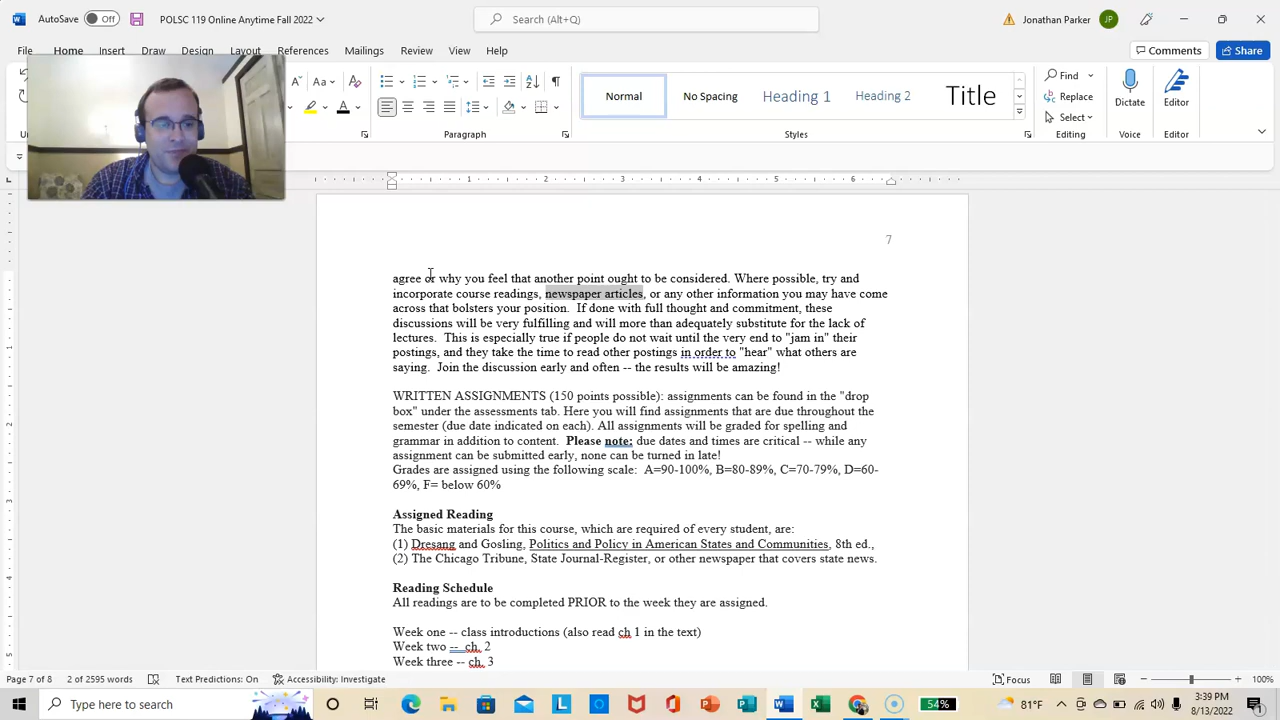 AutoSave Off POLSC 119 Online Anytime Fall 2022 Search (Alt+Q) Jonathan Parker JP
File Home Insert Draw Design Layout References Mailings Review View Help Comments Share
Normal No Spacing Heading 1 Heading 2 Title
Find
Replace
Select
Dictate Editor
Paragraph Styles Editing Voice Editor
1 2 3 4 5 6
7
agree or why you feel that another point ought to be considered. Where possible, try and
incorporate course readings, newspaper articles, or any other information you may have come
across that bolsters your position. If done with full thought and commitment, these
discussions will be very fulfilling and will more than adequately substitute for the lack of
lectures. This is especially true if people do not wait until the very end to "jam in" their
postings, and they take the time to read other postings in order to "hear" what others are
saying. Join the discussion early and often -- the results will be amazing!
WRITTEN ASSIGNMENTS (150 points possible): assignments can be found in the "drop
box" under the assessments tab. Here you will find assignments that are due throughout the
semester (due date indicated on each). All assignments will be graded for spelling and
grammar in addition to content. Please note: due dates and times are critical -- while any
assignment can be submitted early, none can be turned in late!
Grades are assigned using the following scale: A=90-100%, B=80-89%, C=70-79%, D=60-
69%, F= below 60%
Assigned Reading
The basic materials for this course, which are required of every student, are:
(1) Dresang and Gosling, Politics and Policy in American States and Communities, 8th ed.,
(2) The Chicago Tribune, State Journal-Register, or other newspaper that covers state news.
Reading Schedule
All readings are to be completed PRIOR to the week they are assigned.
Week one -- class introductions (also read ch 1 in the text)
Week two -- ch. 2
Week three -- ch. 3
Page 7 of 8 2 of 2595 words Text Predictions: On Accessibility: Investigate Focus 100%
Type here to search 54% 81°F 3:39 PM
8/13/2022